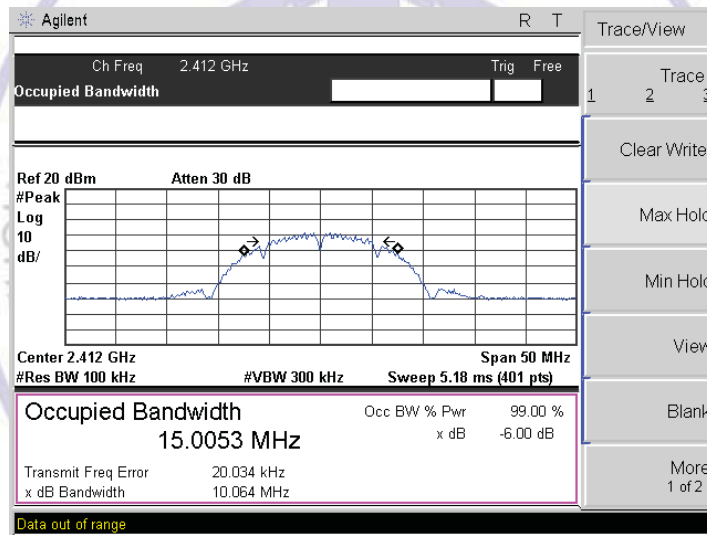 Agilent R T
Trace/View
Ch Freq 2.412 GHz Trig Free
Occupied Bandwidth
Trace
1 2 3
Clear Write
Max Hold
Min Hold
View
Blank
More
1 of 2
Ref 20 dBm Atten 30 dB
#Peak
Log
10
dB/
Center 2.412 GHz Span 50 MHz
#Res BW 100 kHz #VBW 300 kHz Sweep 5.18 ms (401 pts)
Occupied Bandwidth
15.0053 MHz
Occ BW % Pwr 99.00 %
x dB -6.00 dB
Transmit Freq Error 20.034 kHz
x dB Bandwidth 10.064 MHz
Data out of range